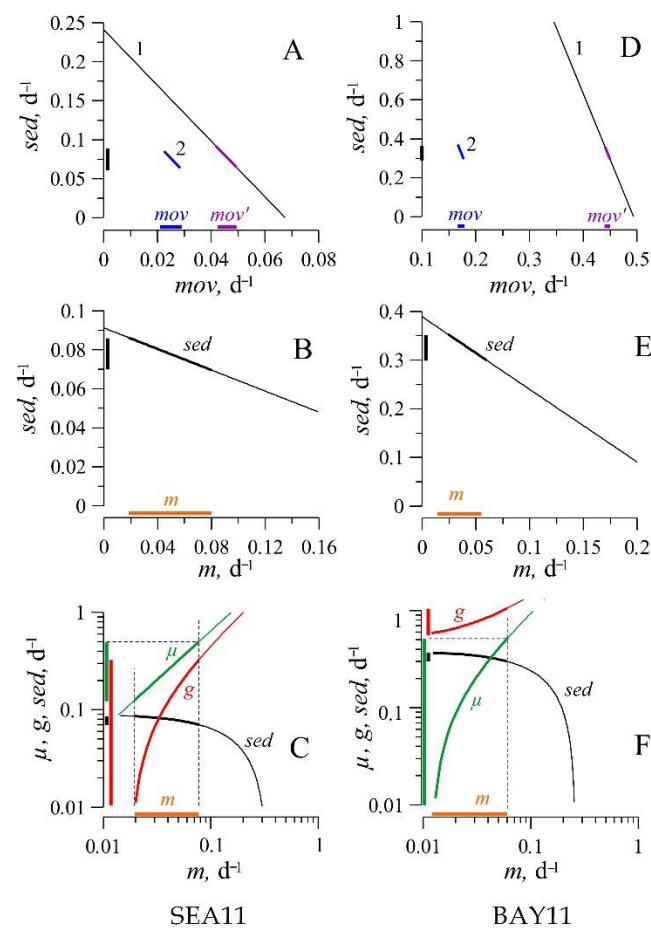 A
sed, d⁻¹
0.25
0.20
0.15
0.1
0.05
0
1
2
mov
mov'
0
0.02
0.04
0.06
0.08
mov, d⁻¹
D
sed, d⁻¹
1
0.8
0.6
0.4
0.2
0
1
2
mov
mov'
0.1
0.2
0.3
0.4
0.5
mov, d⁻¹
B
sed, d⁻¹
0.1
0.08
0.06
0.04
0.02
0
sed
m
0
0.04
0.08
0.12
0.16
m, d⁻¹
E
sed, d⁻¹
0.4
0.3
0.2
0.1
0
sed
m
0
0.05
0.1
0.15
0.2
m, d⁻¹
C
μ, g, sed, d⁻¹
1
0.1
0.01
μ
g
sed
m
0.01
0.1
1
m, d⁻¹
F
μ, g, sed, d⁻¹
1
0.1
0.01
g
μ
sed
m
0.01
0.1
1
m, d⁻¹
SEA11
BAY11